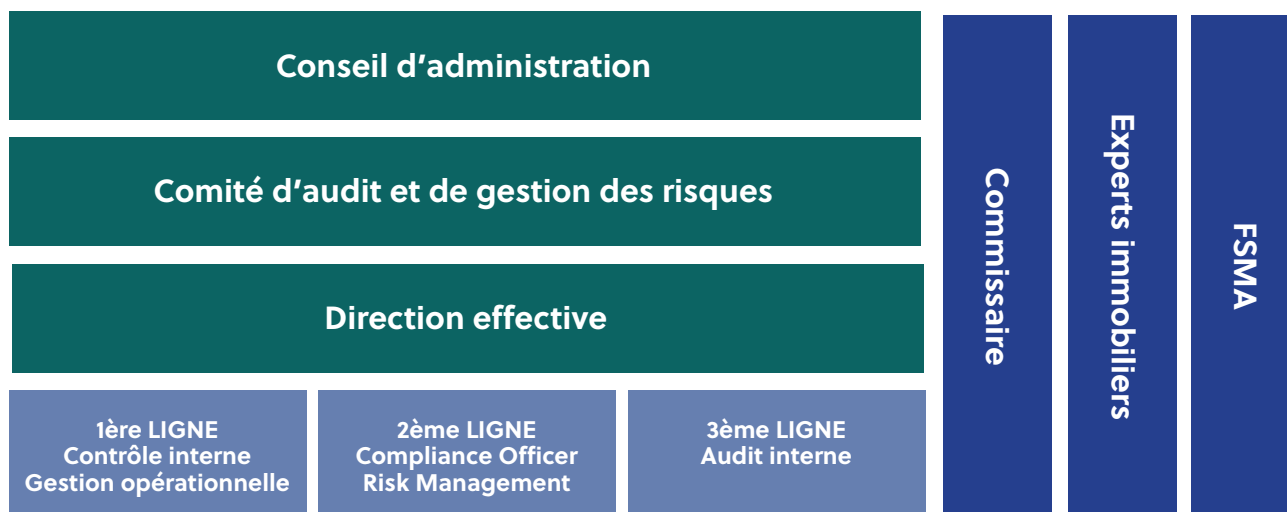 Conseil d'administration
Comité d'audit et de gestion des risques
Direction effective
1ère LIGNE
Contrôle interne
Gestion opérationnelle
2ème LIGNE
Compliance Officer
Risk Management
3ème LIGNE
Audit interne
Commissaire
Experts immobiliers
FSMA